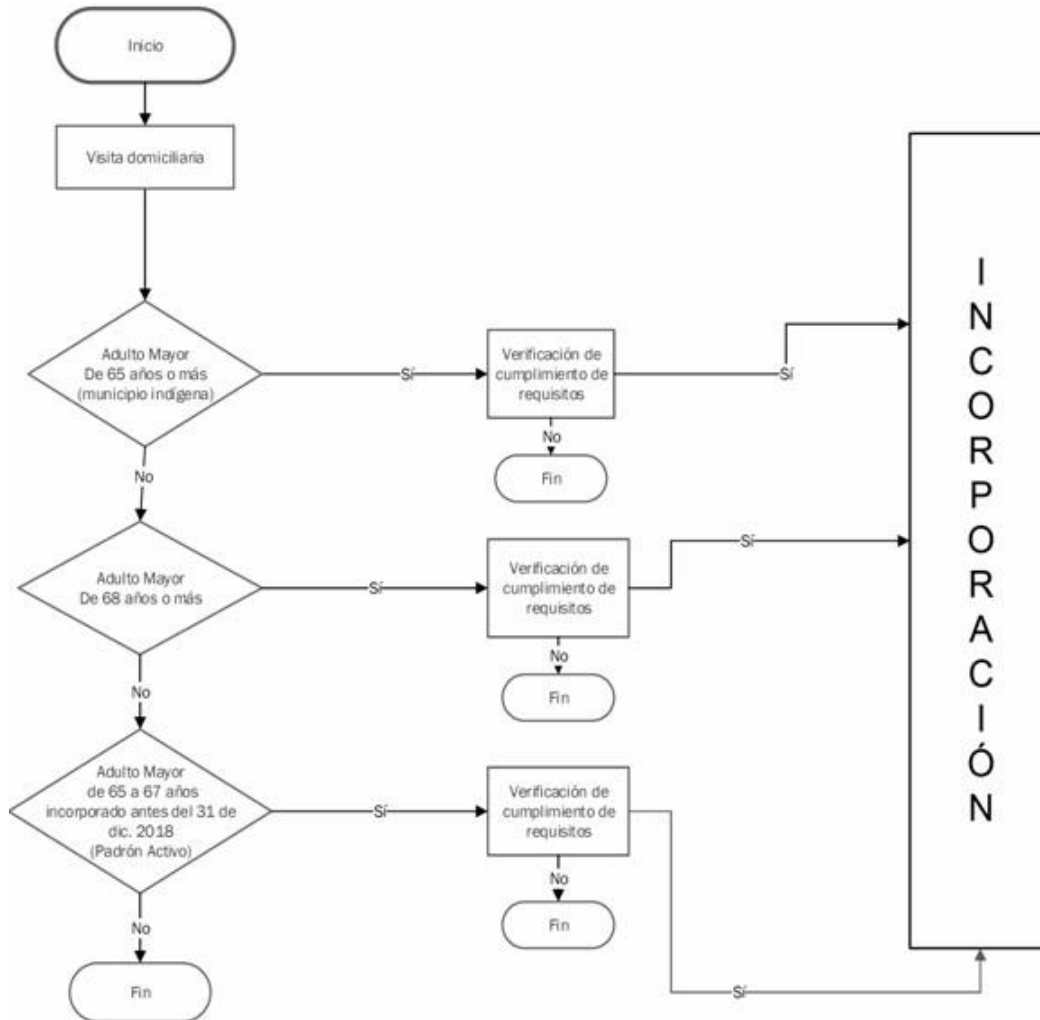 Inicio
Visita domiciliaria
Adulto Mayor
De 65 años o más
(municipio indígena)
Sí
Verificación de
cumplimiento de
requisitos
Sí
No
Fin
No
Adulto Mayor
De 68 años o más
Sí
Verificación de
cumplimiento de
requisitos
Sí
No
Fin
No
Adulto Mayor
de 65 a 67 años
incorporado antes del 31 de
dic. 2018
(Padrón Activo)
Sí
Verificación de
cumplimiento de
requisitos
No
Fin
Sí
No
Fin
INCORPORACIÓN